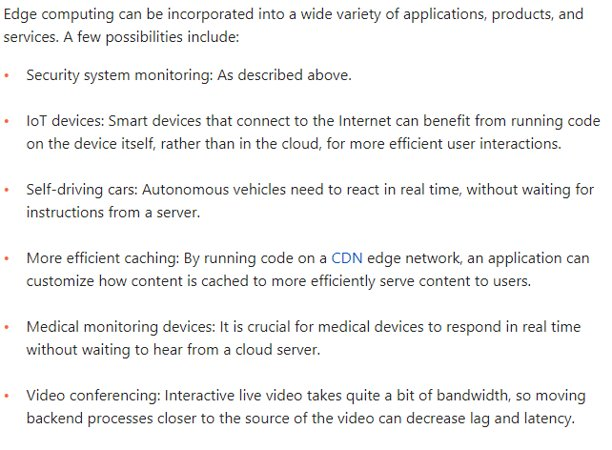 Edge computing can be incorporated into a wide variety of applications, products, and
services. A few possibilities include:
• Security system monitoring: As described above.
• IoT devices: Smart devices that connect to the Internet can benefit from running code
on the device itself, rather than in the cloud, for more efficient user interactions.
• Self-driving cars: Autonomous vehicles need to react in real time, without waiting for
instructions from a server.
• More efficient caching: By running code on a CDN edge network, an application can
customize how content is cached to more efficiently serve content to users.
• Medical monitoring devices: It is crucial for medical devices to respond in real time
without waiting to hear from a cloud server.
• Video conferencing: Interactive live video takes quite a bit of bandwidth, so moving
backend processes closer to the source of the video can decrease lag and latency.